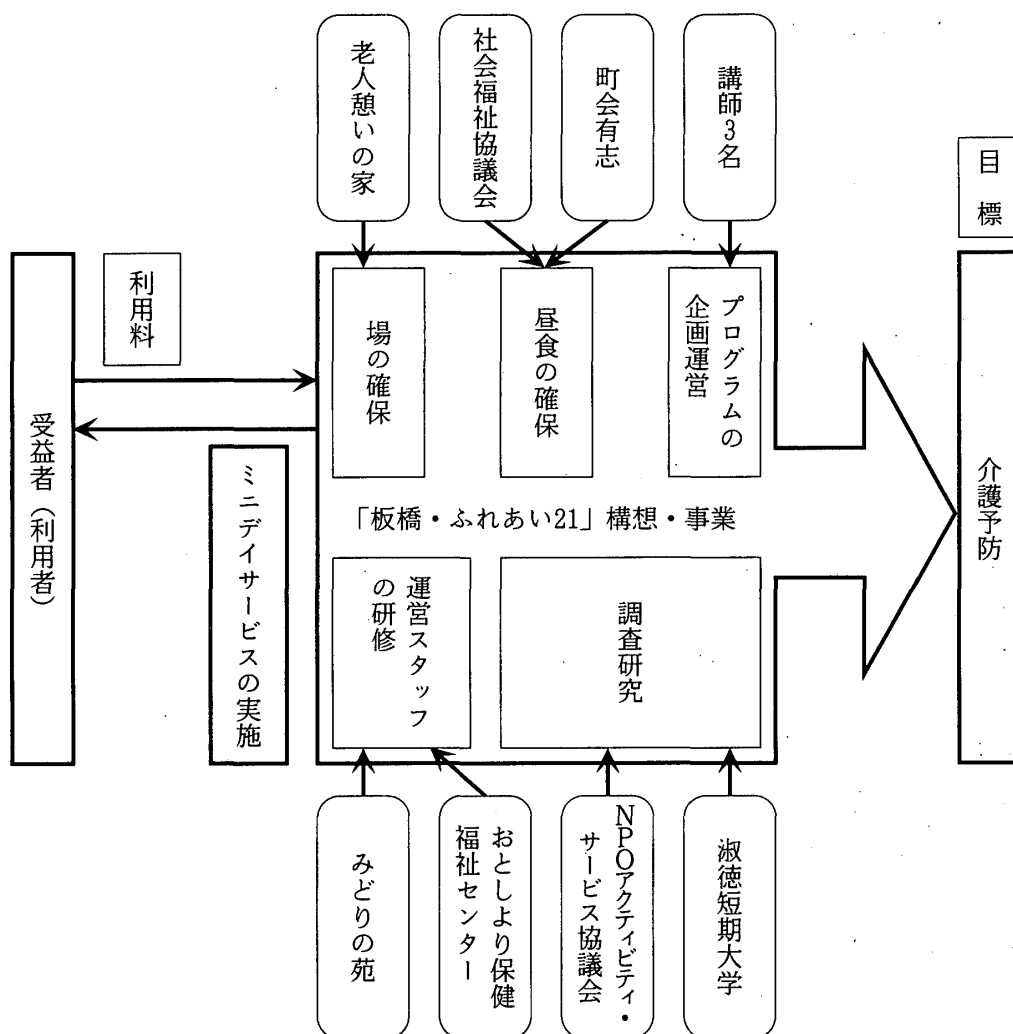 老人憩いの家
社会福祉協議会
町会有志
講師3名
目標
利用料
場の確保
昼食の確保
プログラムの
企画運営
受益者（利用者）
ミニデイサービスの実施
「板橋・ふれあい21」構想・事業
介護予防
運営スタッフ
の研修
調査研究
みどりの苑
おとしより保健
福祉センター
NPOアクティビティ・
サービス協議会
淑徳短期大学